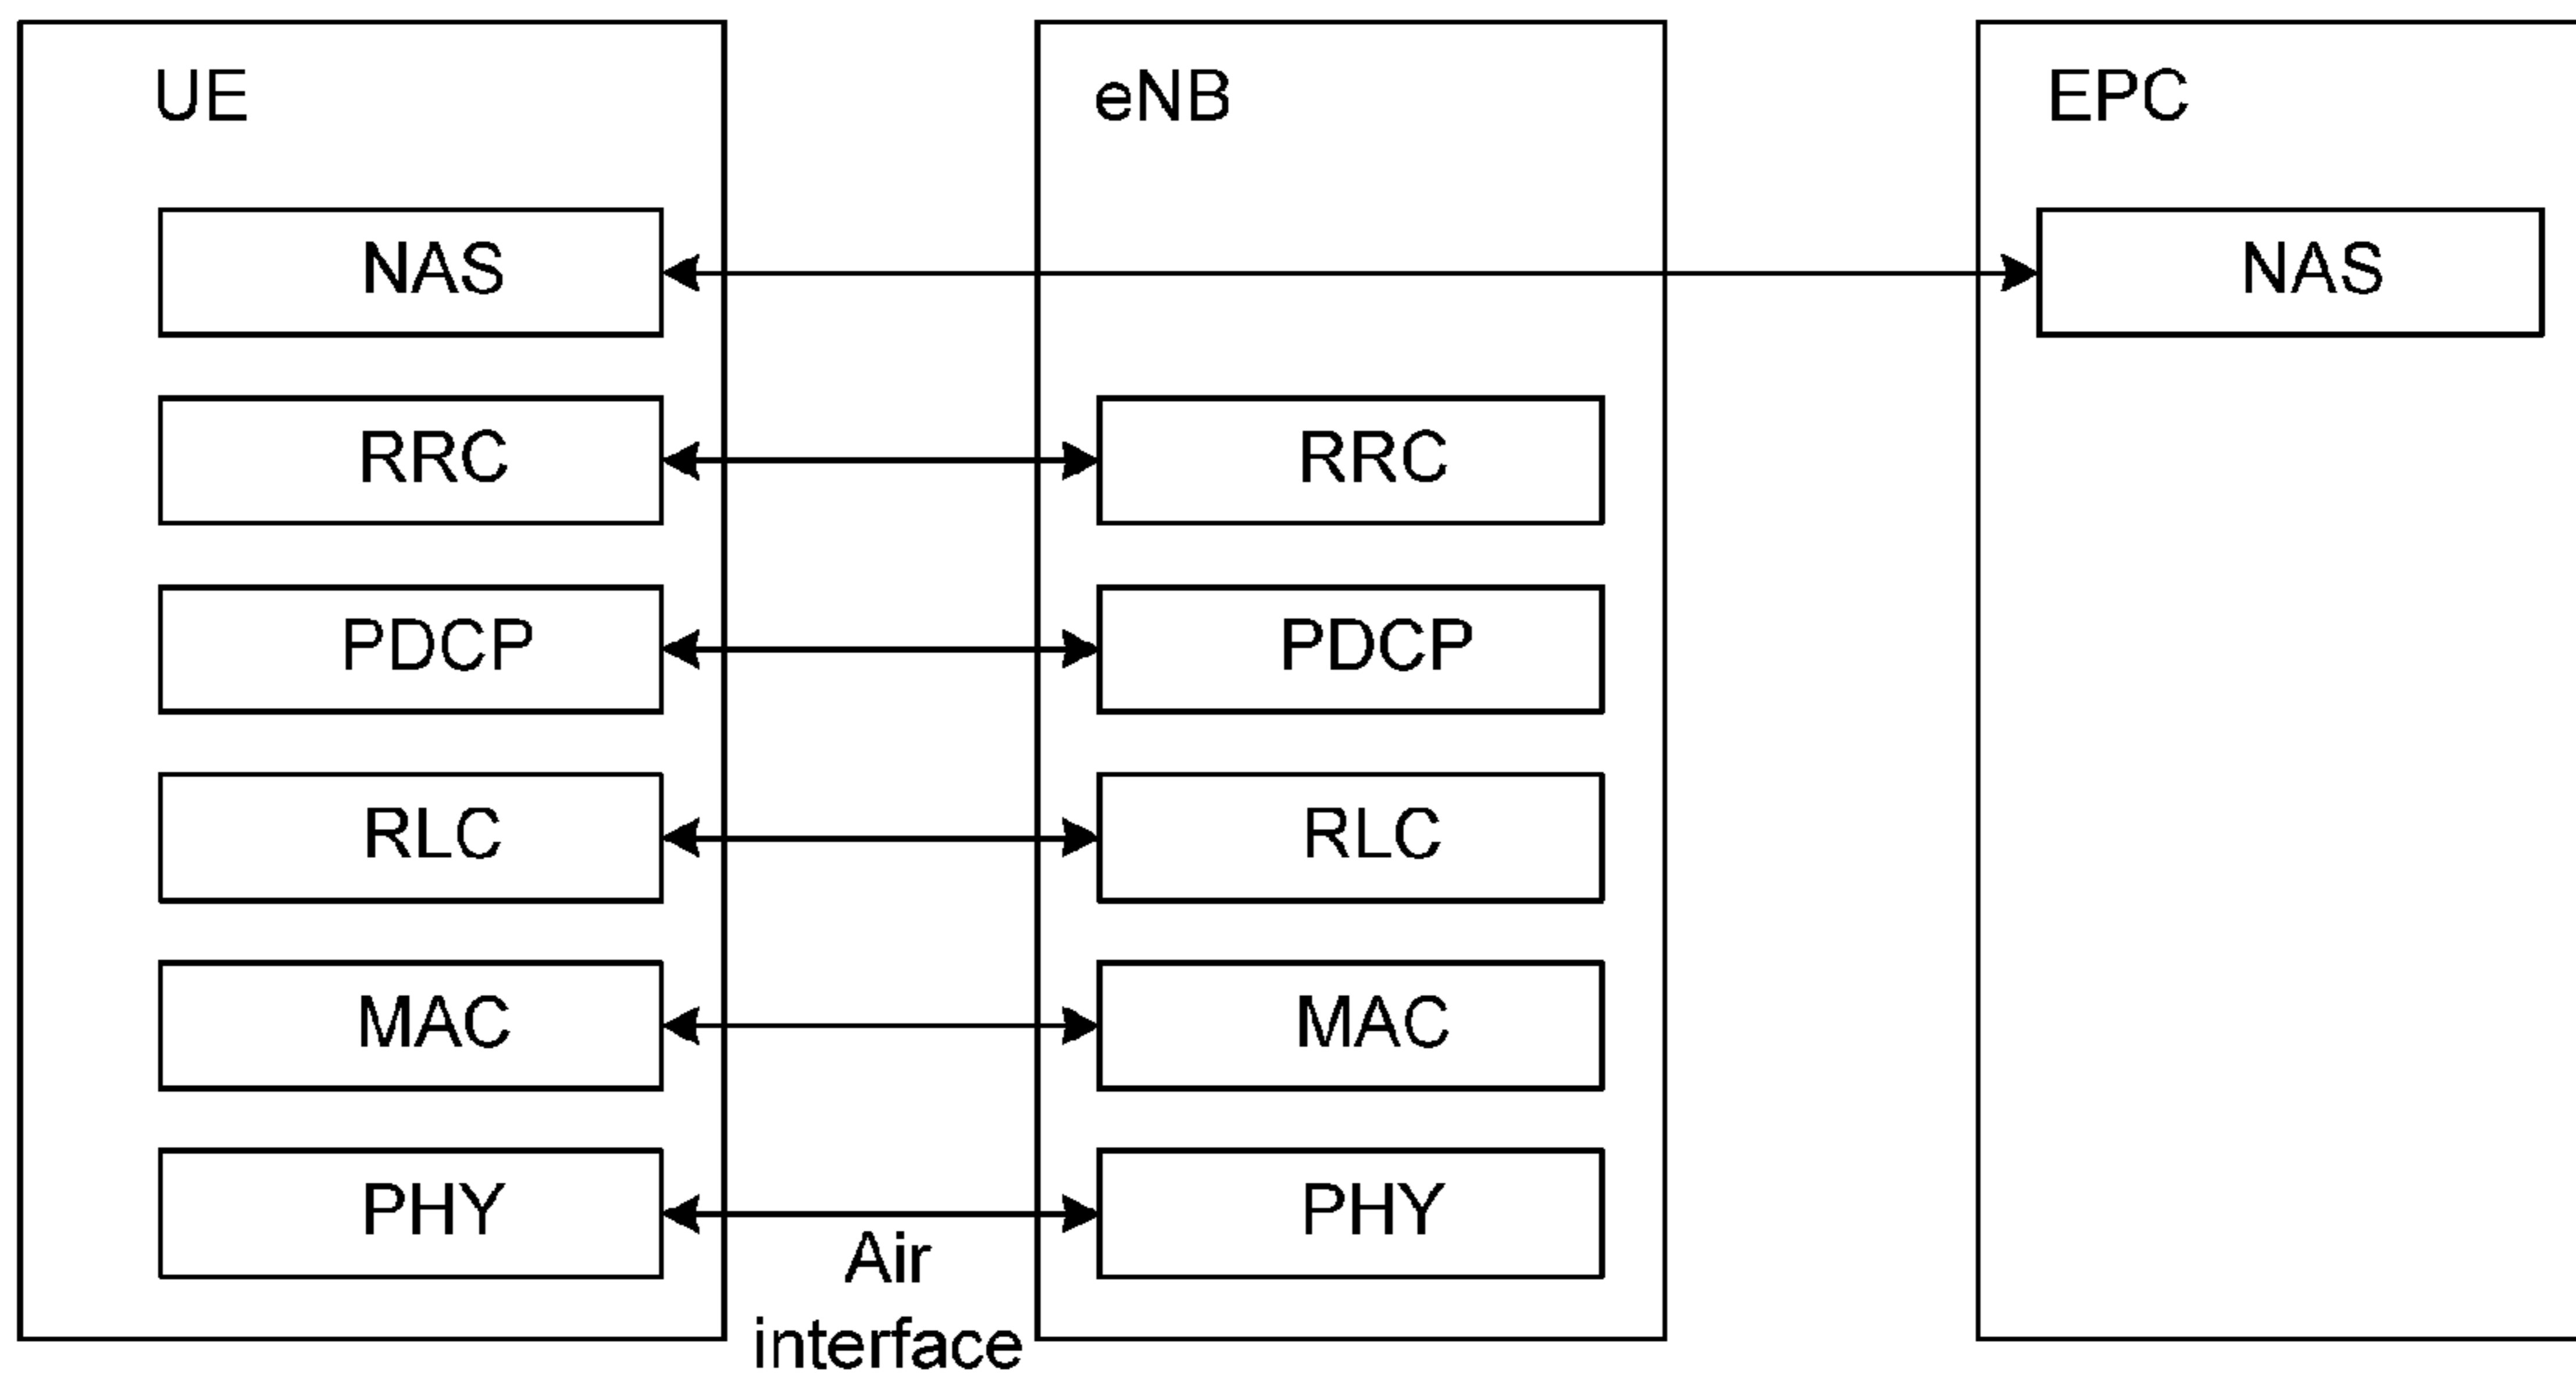 UE
eNB
EPC
NAS
NAS
RRC
RRC
PDCP
PDCP
RLC
RLC
MAC
MAC
PHY
PHY
Air
interface